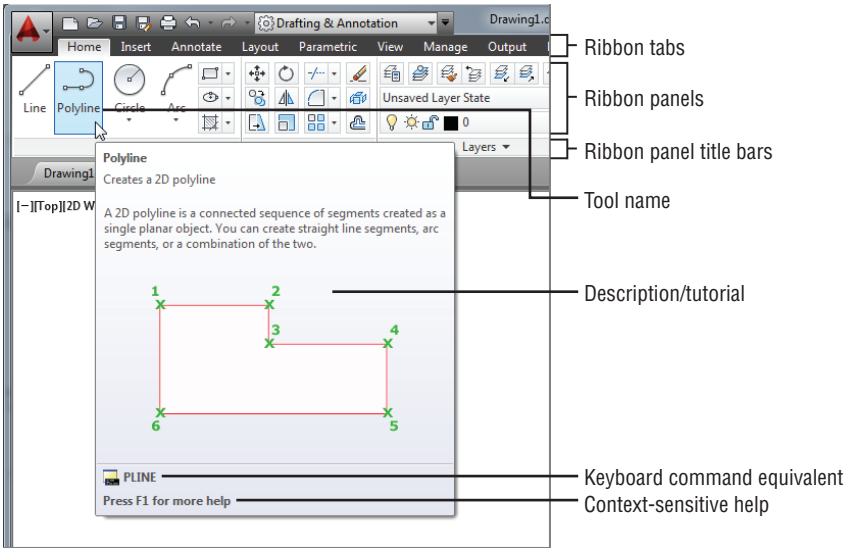 Drafting & Annotation
Drawing1.d
Home Insert Annotate Layout Parametric View Manage Output
Ribbon tabs
Line Polyline Circle Arc
Unsaved Layer State
0
Ribbon panels
Layers
Ribbon panel title bars
Drawing1
Tool name
[−][Top][2D W
Polyline
Creates a 2D polyline
A 2D polyline is a connected sequence of segments created as a
single planar object. You can create straight line segments, arc
segments, or a combination of the two.
Description/tutorial
1 2
3 4
6 5
PLINE
Keyboard command equivalent
Press F1 for more help
Context-sensitive help